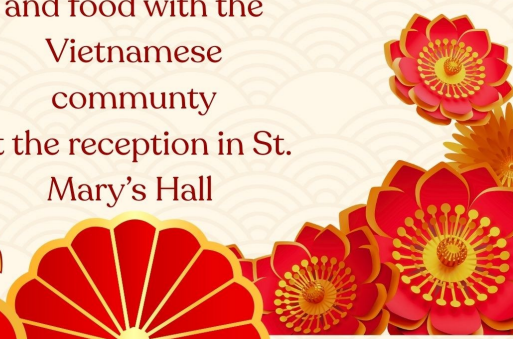 and food with the
Vietnamese
communty
the reception in St.
Mary's Hall